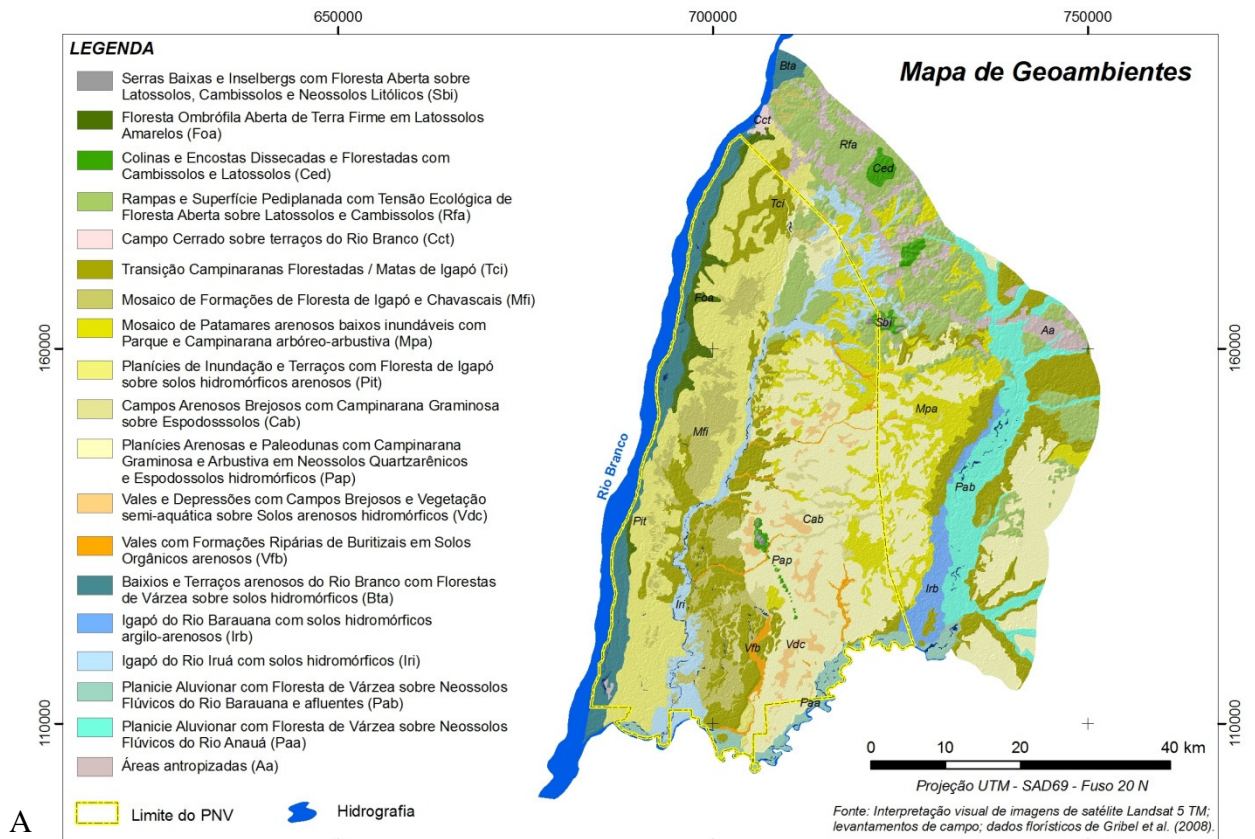 650000
700000
750000
LEGENDA
Serras Baixas e Inselbergs com Floresta Aberta sobre
Latossolos, Cambissolos e Neossolos Litólicos (Sbi)
Floresta Ombrófila Aberta de Terra Firme em Latossolos
Amarelos (Foa)
Colinas e Encostas Dissecadas e Florestadas com
Cambissolos e Latossolos (Ced)
Rampas e Superfície Pediplanada com Tensão Ecológica de
Floresta Aberta sobre Latossolos e Cambissolos (Rfa)
Campo Cerrado sobre terraços do Rio Branco (Cct)
Transição Campinaranas Florestadas / Matas de Igapó (Tci)
Mosaico de Formações de Floresta de Igapó e Chavascais (Mfi)
Mosaico de Patamares arenosos baixos inundáveis com
Parque e Campinarana arbóreo-arbustiva (Mpa)
Planícies de Inundação e Terraços com Floresta de Igapó
sobre solos hidromórficos arenosos (Pit)
Campos Arenosos Brejosos com Campinarana Graminosa
sobre Espodosssolos (Cab)
Planícies Arenosas e Paleodunas com Campinarana
Graminosa e Arbustiva em Neossolos Quartzarênicos
e Espodossolos hidromórficos (Pap)
Vales e Depressões com Campos Brejosos e Vegetação
semi-aquática sobre Solos arenosos hidromórficos (Vdc)
Vales com Formações Ripárias de Buritizais em Solos
Orgânicos arenosos (Vfb)
Baixios e Terraços arenosos do Rio Branco com Florestas
de Várzea sobre solos hidromórficos (Bta)
Igapó do Rio Barauana com solos hidromórficos
argilo-arenosos (Irb)
Igapó do Rio Iruá com solos hidromórficos (Iri)
Planicie Aluvionar com Floresta de Várzea sobre Neossolos
Flúvicos do Rio Barauana e afluentes (Pab)
Planicie Aluvionar com Floresta de Várzea sobre Neossolos
Flúvicos do Rio Anauá (Paa)
Áreas antropizadas (Aa)
Limite do PNV
Hidrografia
Mapa de Geoambientes
Bta
Cct
Rfa
Ced
Tci
Foa
Sbi
Aa
160000
160000
Mpa
Mfi
Rio Branco
Pab
Pit
Cab
Pap
Iri
Irb
Vfb
Vdc
Paa
110000
110000
0 10 20 40 km
Projeção UTM - SAD69 - Fuso 20 N
Fonte: Interpretação visual de imagens de satélite Landsat 5 TM;
levantamentos de campo; dados florísticos de Gribel et al. (2008).
A